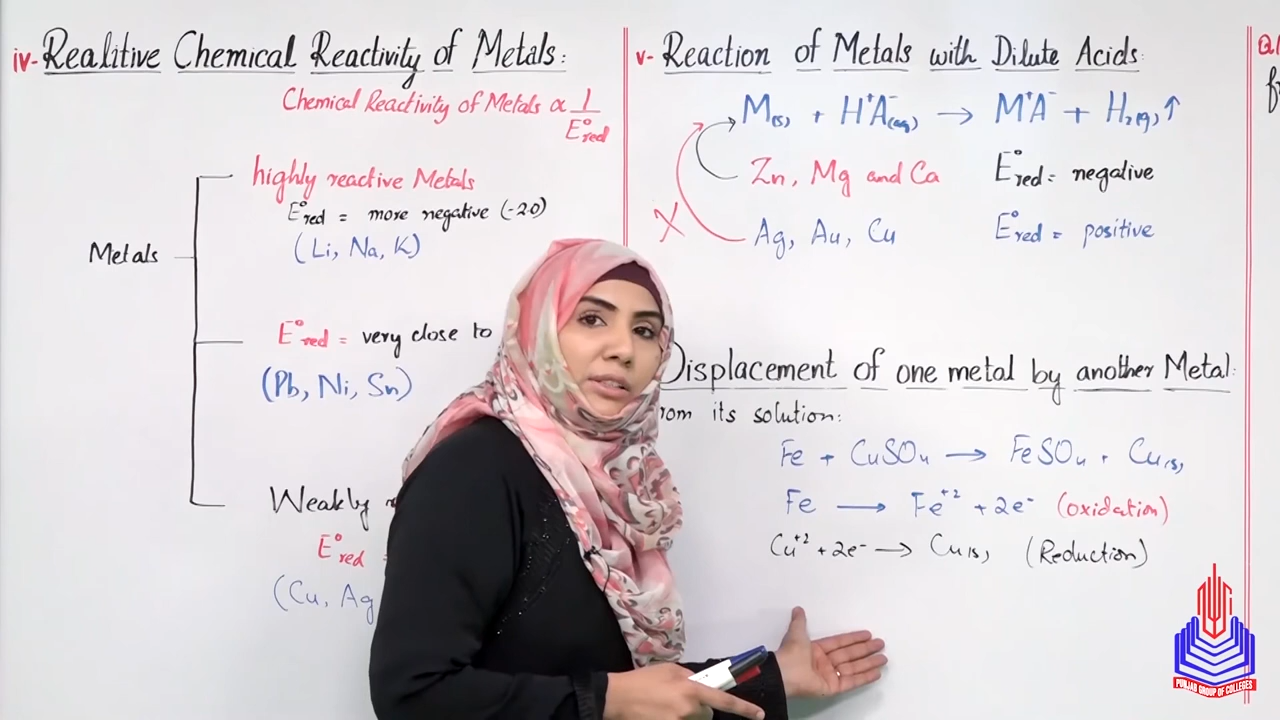 iv- Realitive Chemical Reactivity of Metals:
Chemical Reactivity of Metals ∝ 1/E°red
highly reactive Metals
E°red = more negative (-2.0)
(Li, Na, K)
Metals
E°red = very close to
(Pb, Ni, Sn)
Weakly
E°red =
(Cu, Ag
v- Reaction of Metals with Dilute Acids:
M(s) + H⁺A⁻(aq) → M⁺A⁻ + H₂(g)↑
Zn, Mg and Ca E°red = negative
X Ag, Au, Cu E°red = positive
Displacement of one metal by another Metal:
its solution:
Fe + CuSO₄ → FeSO₄ + Cu(s)
Fe → Fe⁺² + 2e⁻ (oxidation)
Cu⁺² + 2e⁻ → Cu(s) (Reduction)
PUNJAB GROUP OF COLLEGES